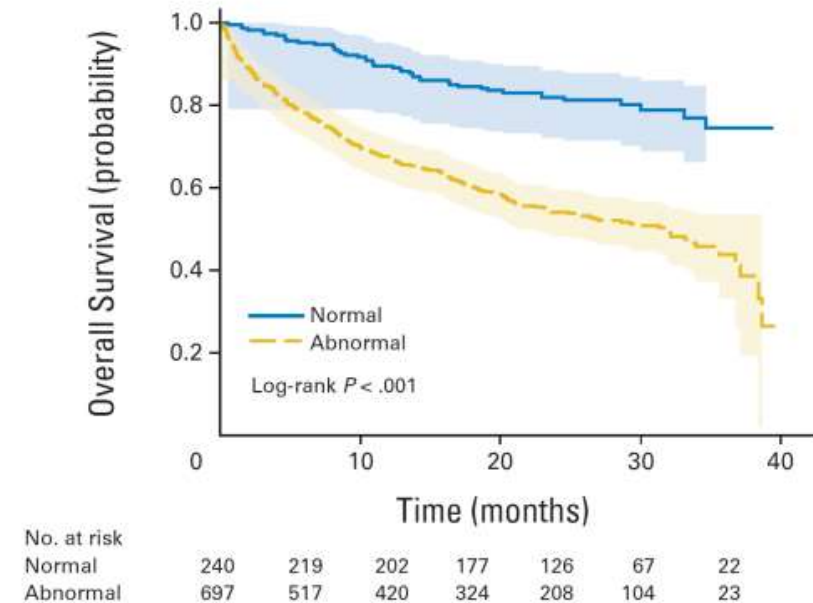 Overall Survival (probability)
1.0
0.8
0.6
0.4
0.2
Normal
Abnormal
Log-rank P < .001
0 10 20 30 40
Time (months)
No. at risk
Normal 240 219 202 177 126 67 22
Abnormal 697 517 420 324 208 104 23